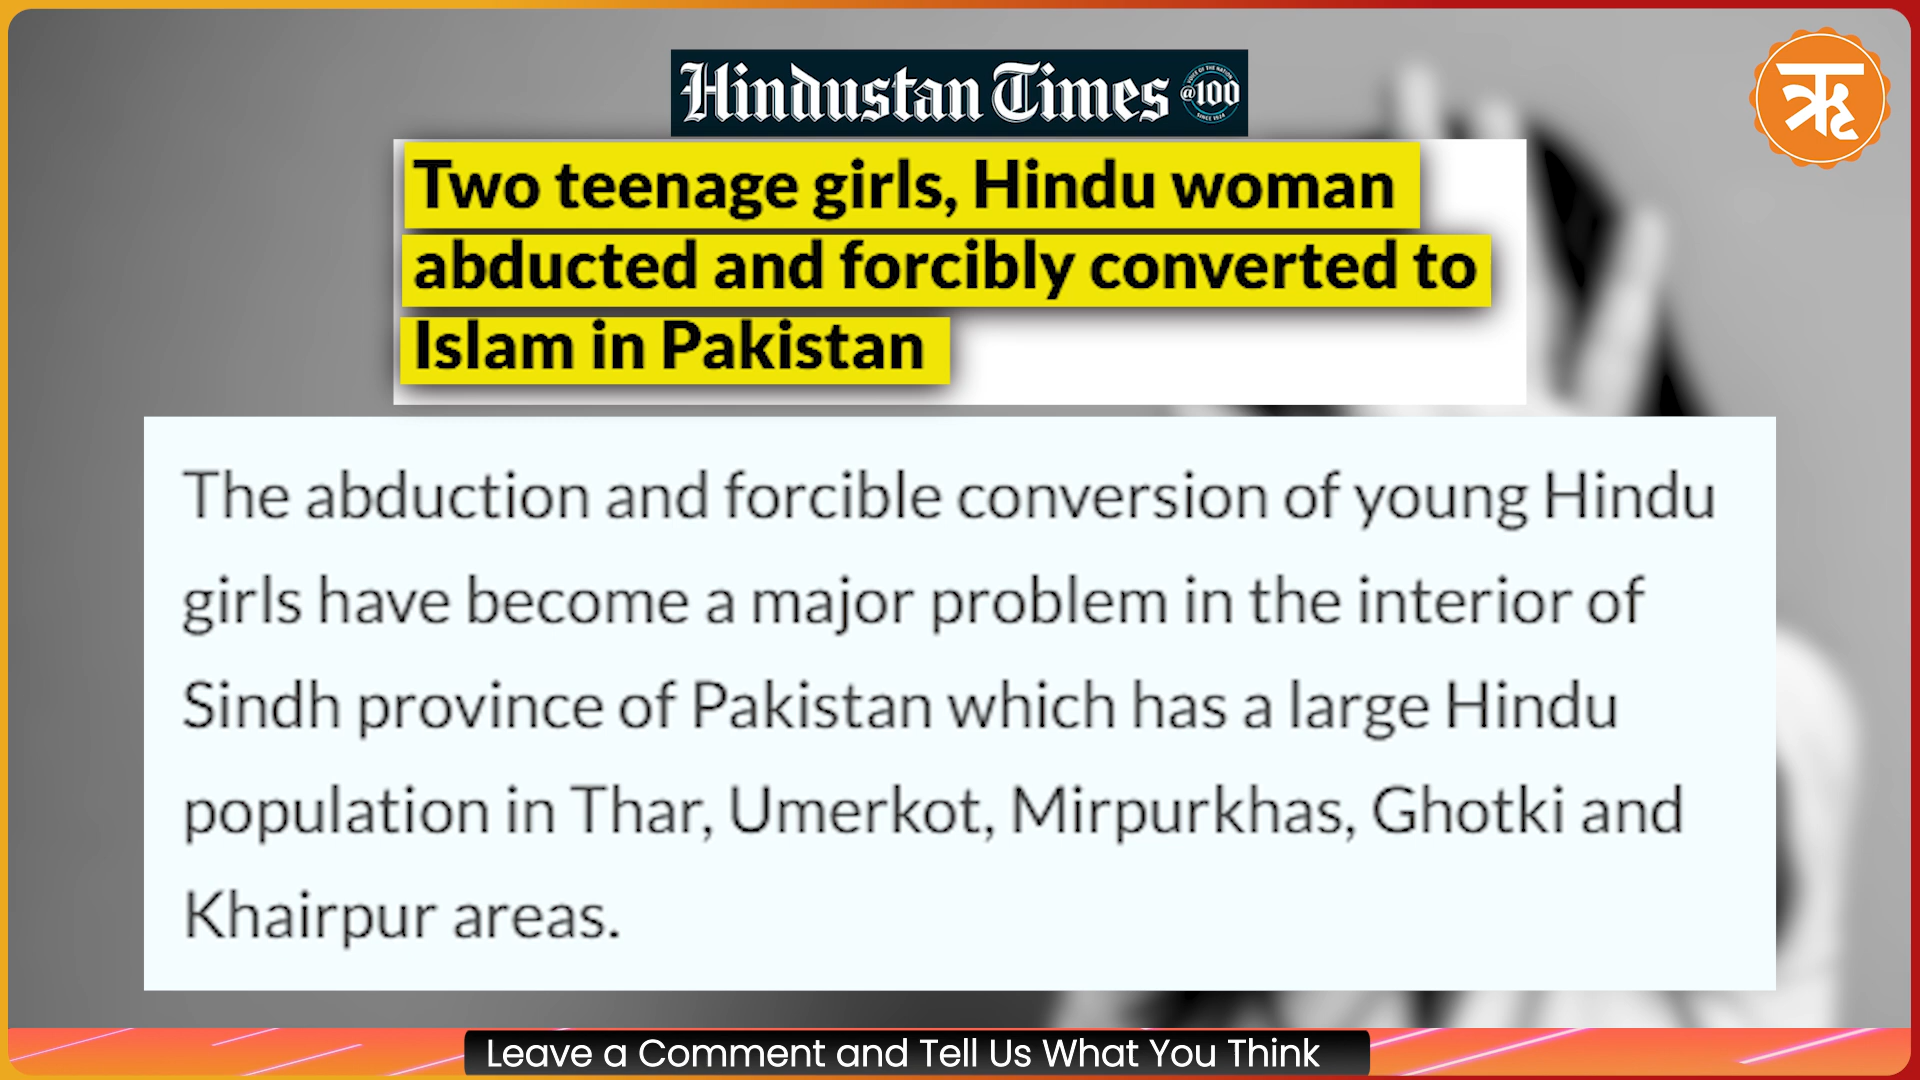 Hindustan Times @100
ऋ
Two teenage girls, Hindu woman
abducted and forcibly converted to
Islam in Pakistan
The abduction and forcible conversion of young Hindu
girls have become a major problem in the interior of
Sindh province of Pakistan which has a large Hindu
population in Thar, Umerkot, Mirpurkhas, Ghotki and
Khairpur areas.
Leave a Comment and Tell Us What You Think